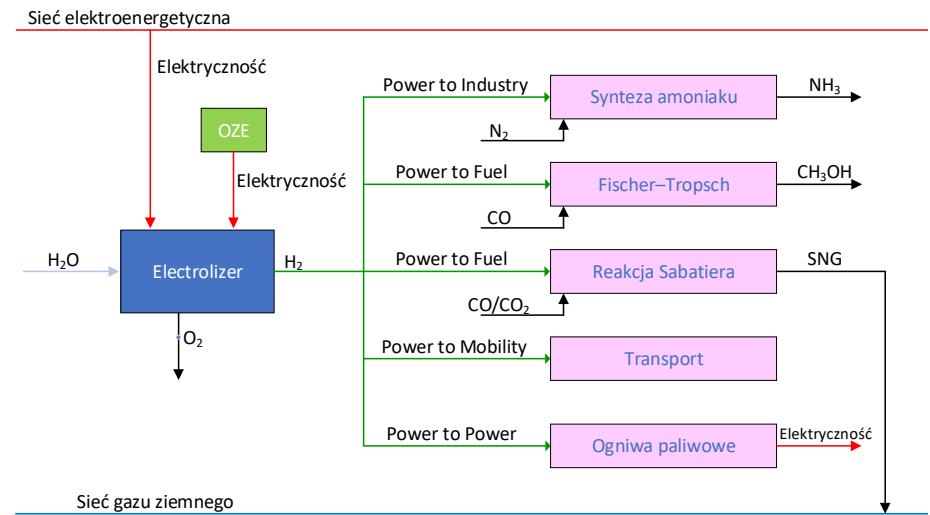 Sieć elektroenergetyczna
Elektryczność
OZE
Elektryczność
H₂O
Electrolizer
H₂
O₂
Power to Industry
Synteza amoniaku
NH₃
N₂
Power to Fuel
Fischer–Tropsch
CH₃OH
CO
Power to Fuel
Reakcja Sabatiera
SNG
CO/CO₂
Power to Mobility
Transport
Power to Power
Ogniwa paliwowe
Elektryczność
Sieć gazu ziemnego